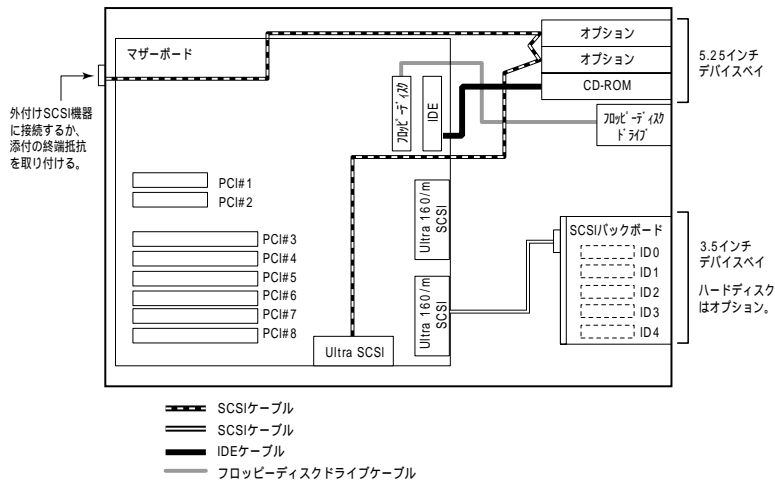 マザーボード
オプション
オプション
CD-ROM
5.25インチ
デバイスベイ
フロッピーディスク
IDE
フロッピーディスク
ドライブ
外付けSCSI機器
に接続するか、
添付の終端抵抗
を取り付ける。
PCI#1
PCI#2
PCI#3
PCI#4
PCI#5
PCI#6
PCI#7
PCI#8
Ultra 160/m
SCSI
Ultra 160/m
SCSI
Ultra SCSI
SCSIバックボード
ID0
ID1
ID2
ID3
ID4
3.5インチ
デバイスベイ
ハードディスク
はオプション。
SCSIケーブル
SCSIケーブル
IDEケーブル
フロッピーディスクドライブケーブル